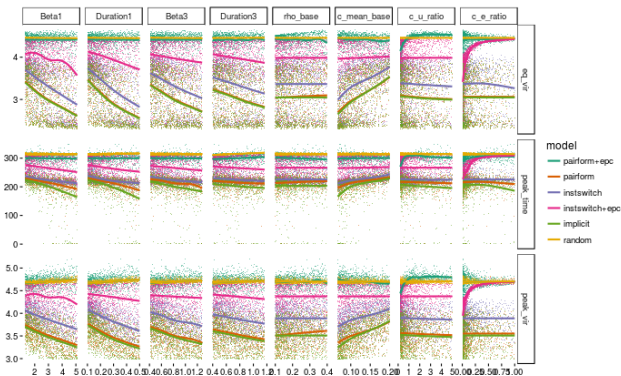 Beta1 Duration1 Beta3 Duration3 rho_base c_mean_base c_u_ratio c_e_ratio
4
3
eq_vir
300
200
100
0
peak_time
5.0
4.5
4.0
3.5
3.0
peak_vir
model
pairform+epc
pairform
instswitch
instswitch+epc
implicit
random
1 2 3 4 5 0.1 0.2 0.3 0.4 0.5 0.4 0.6 0.8 1.0 1.2 0.4 0.6 0.8 1.0 1.2 0.1 0.2 0.3 0.4 0.10 0.15 0.20 0 1 2 3 4 5 0.00 0.25 0.50 0.75 1.00